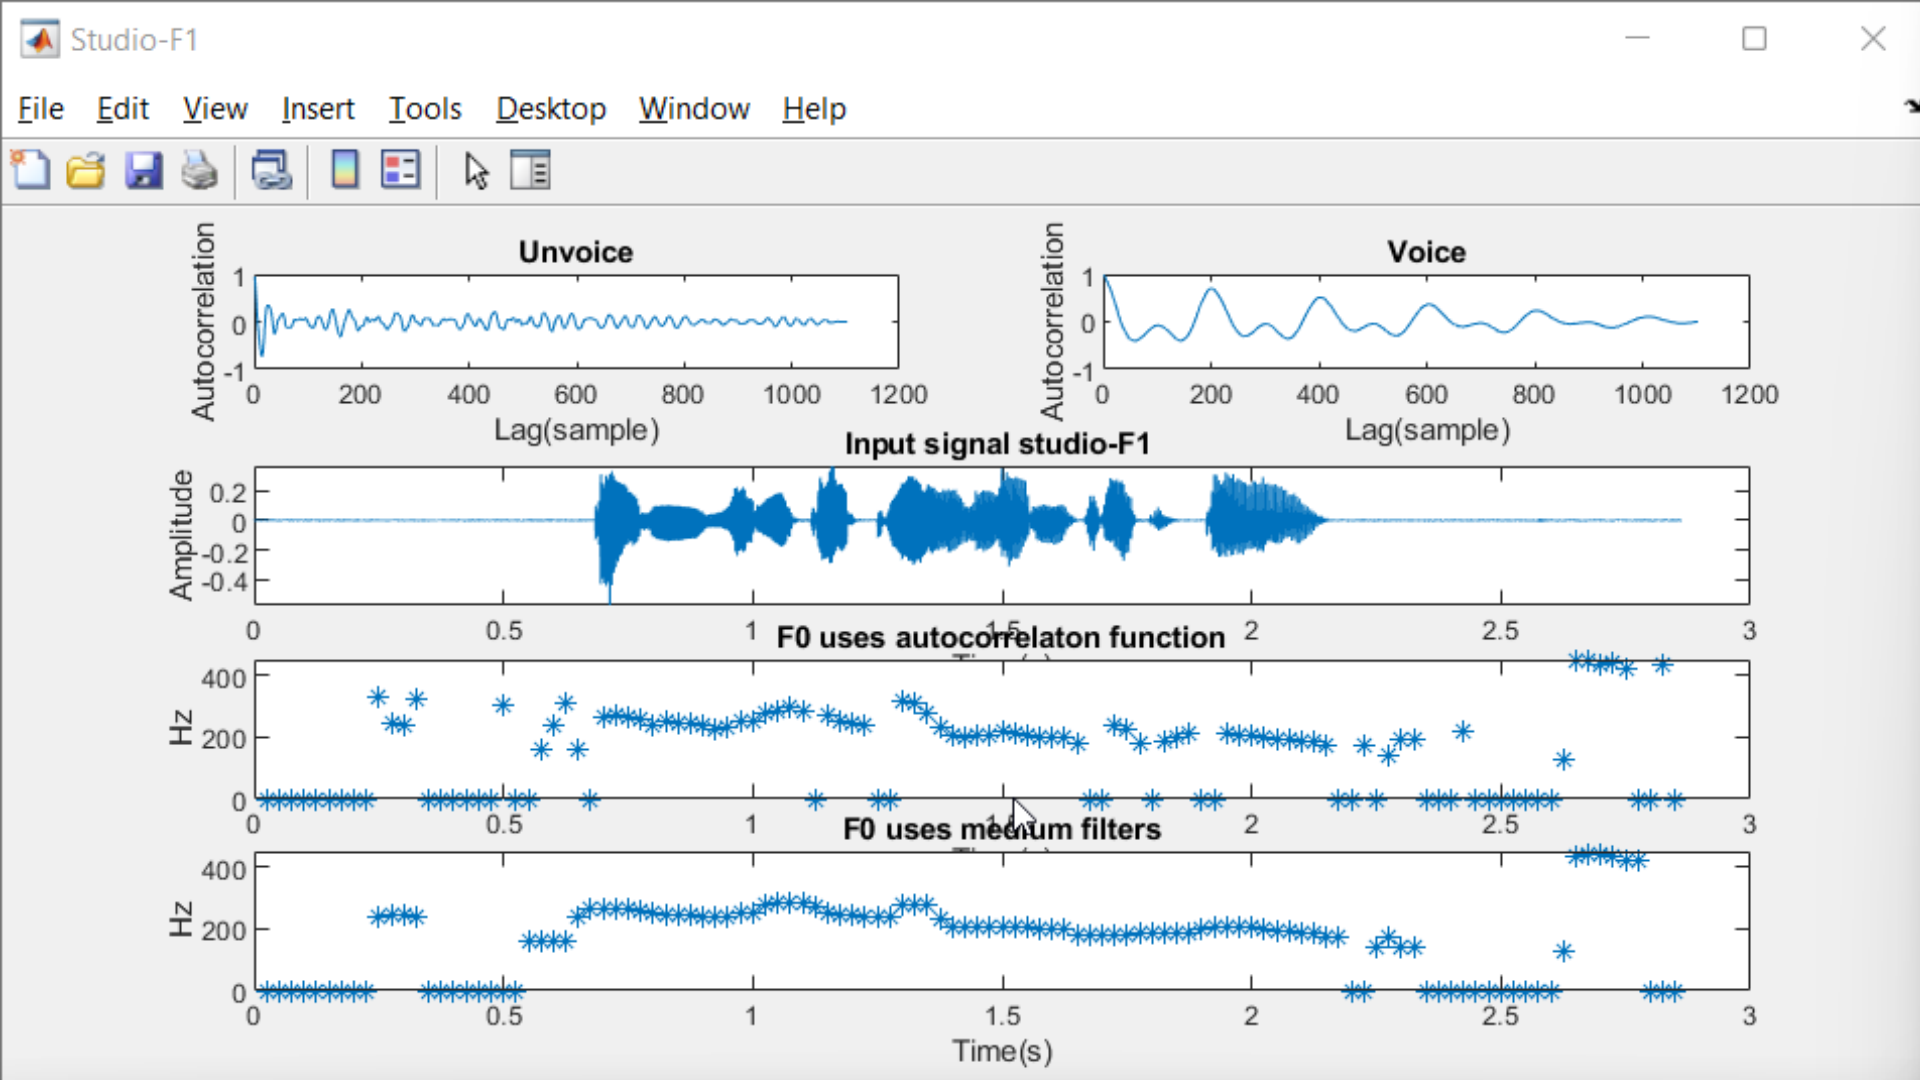 Studio-F1
File Edit View Insert Tools Desktop Window Help
Unvoice
Autocorrelation
1
0
-1
0 200 400 600 800 1000 1200
Lag(sample)
Voice
Autocorrelation
1
0
-1
0 200 400 600 800 1000 1200
Lag(sample)
Input signal studio-F1
Amplitude
0.2
0
-0.2
-0.4
0 0.5 1 1.5 2 2.5 3
F0 uses autocorrelaton function
Hz
400
200
0
0 0.5 1 2 2.5 3
F0 uses medium filters
Hz
400
200
0
0 0.5 1 1.5 2 2.5 3
Time(s)